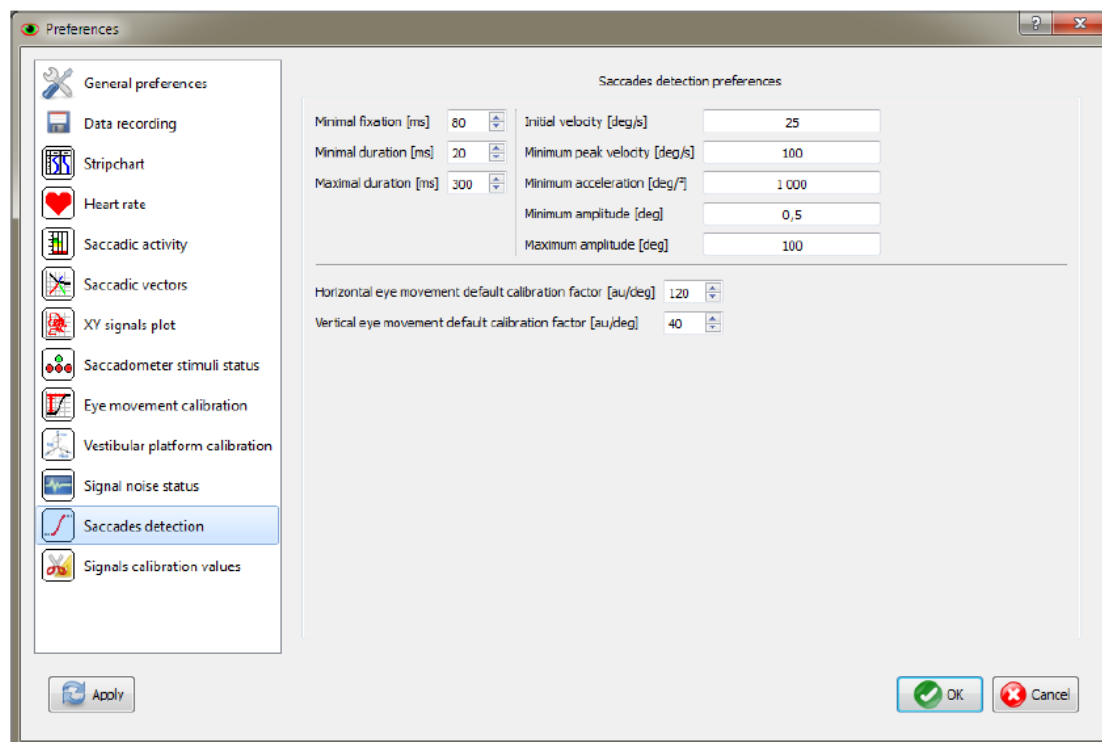 Preferences
General preferences
Data recording
Stripchart
Heart rate
Saccadic activity
Saccadic vectors
XY signals plot
Saccadometer stimuli status
Eye movement calibration
Vestibular platform calibration
Signal noise status
Saccades detection
Signals calibration values
Saccades detection preferences
Minimal fixation [ms] 80
Minimal duration [ms] 20
Maximal duration [ms] 300
Initial velocity [deg/s] 25
Minimum peak velocity [deg/s] 100
Minimum acceleration [deg/²] 1 000
Minimum amplitude [deg] 0,5
Maximum amplitude [deg] 100
Horizontal eye movement default calibration factor [au/deg] 120
Vertical eye movement default calibration factor [au/deg] 40
Apply
OK
Cancel